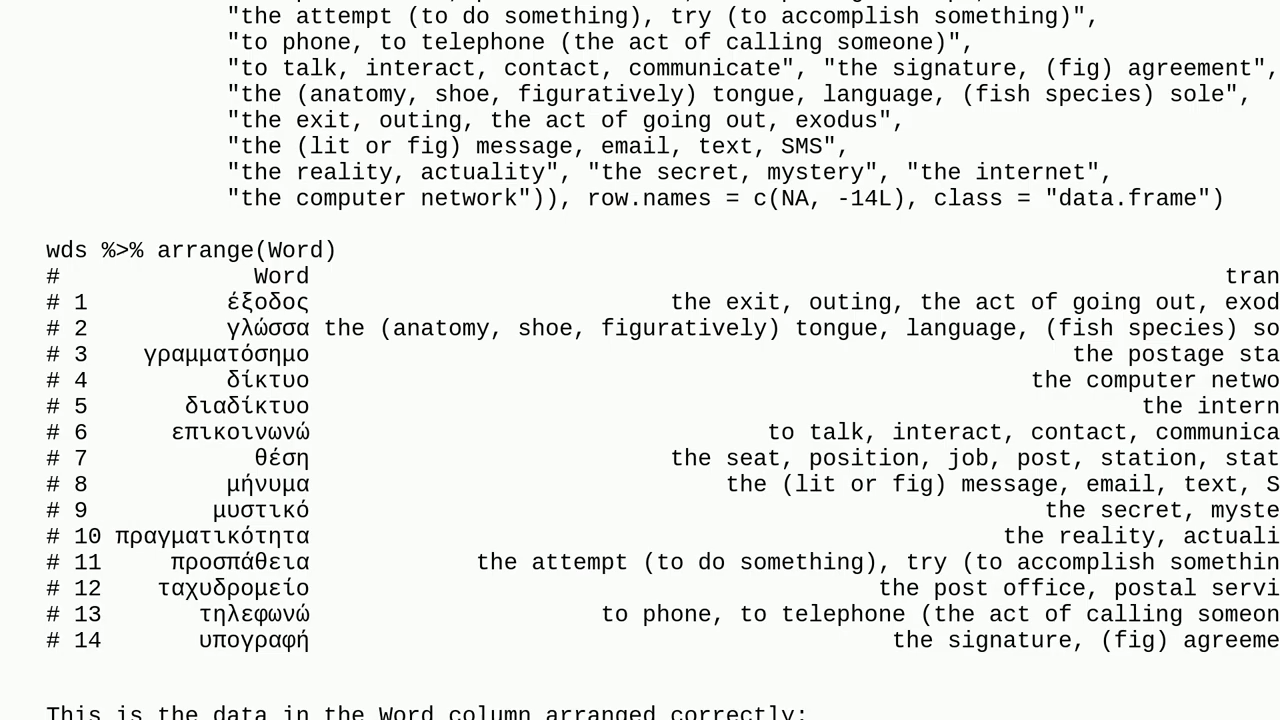 "the attempt (to do something), try (to accomplish something)",
"to phone, to telephone (the act of calling someone)",
"to talk, interact, contact, communicate", "the signature, (fig) agreement",
"the (anatomy, shoe, figuratively) tongue, language, (fish species) sole",
"the exit, outing, the act of going out, exodus",
"the (lit or fig) message, email, text, SMS",
"the reality, actuality", "the secret, mystery", "the internet",
"the computer network")), row.names = c(NA, -14L), class = "data.frame")
wds %>% arrange(Word)
# Word tran
# 1 έξοδος the exit, outing, the act of going out, exod
# 2 γλώσσα the (anatomy, shoe, figuratively) tongue, language, (fish species) so
# 3 γραμματόσημο the postage sta
# 4 δίκτυο the computer netwo
# 5 διαδίκτυο the intern
# 6 επικοινωνώ to talk, interact, contact, communica
# 7 θέση the seat, position, job, post, station, stat
# 8 μήνυμα the (lit or fig) message, email, text, S
# 9 μυστικό the secret, myste
# 10 πραγματικότητα the reality, actuali
# 11 προσπάθεια the attempt (to do something), try (to accomplish somethin
# 12 ταχυδρομείο the post office, postal servi
# 13 τηλεφωνώ to phone, to telephone (the act of calling someon
# 14 υπογραφή the signature, (fig) agreeme
This is the data in the Word column arranged correctly: